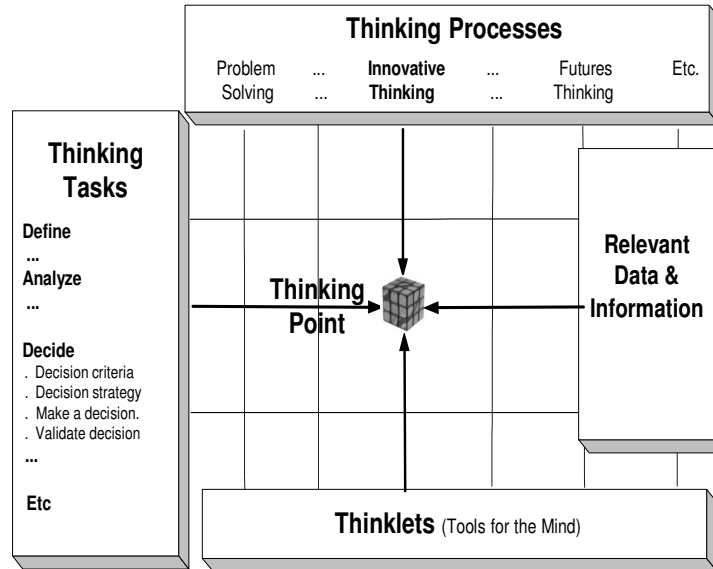 Thinking Processes
Problem ... Innovative ... Futures Etc.
Solving ... Thinking ... Thinking
Thinking
Tasks
Define
...
Analyze
...
Decide
. Decision criteria
. Decision strategy
. Make a decision.
. Validate decision
...
Etc
Thinking
Point
Relevant
Data &
Information
Thinklets (Tools for the Mind)